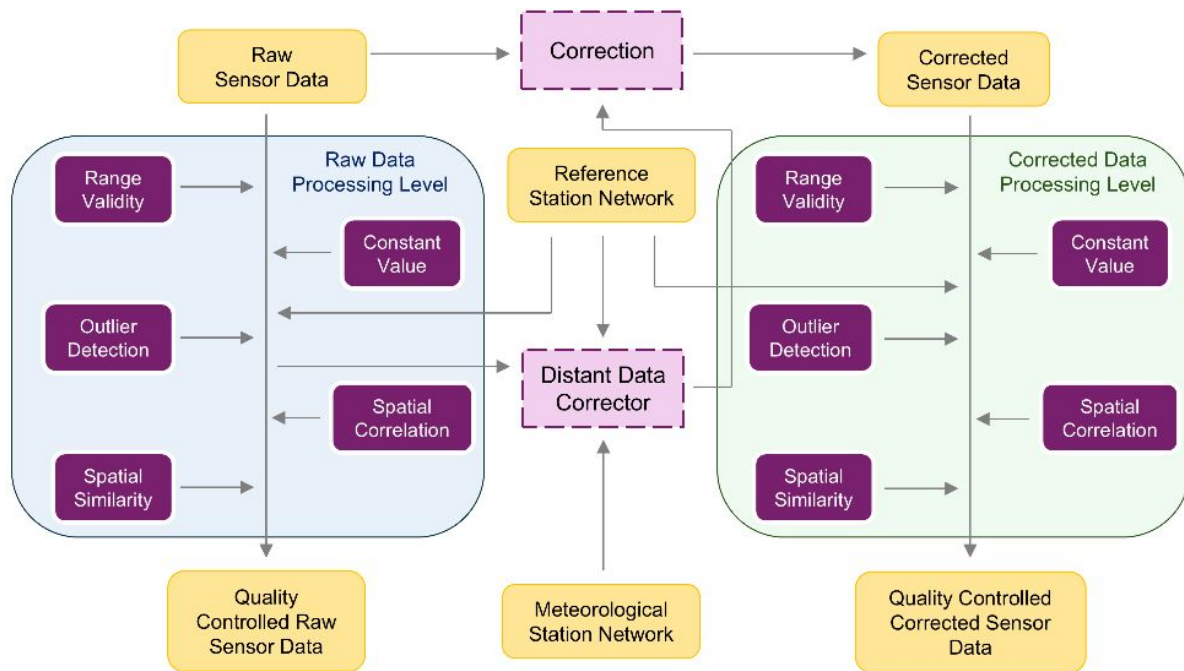 Raw
Sensor Data
Correction
Corrected
Sensor Data
Raw Data
Processing Level
Range
Validity
Constant
Value
Outlier
Detection
Spatial
Correlation
Spatial
Similarity
Quality
Controlled Raw
Sensor Data
Reference
Station Network
Distant Data
Corrector
Meteorological
Station Network
Corrected Data
Processing Level
Range
Validity
Constant
Value
Outlier
Detection
Spatial
Correlation
Spatial
Similarity
Quality Controlled
Corrected Sensor
Data